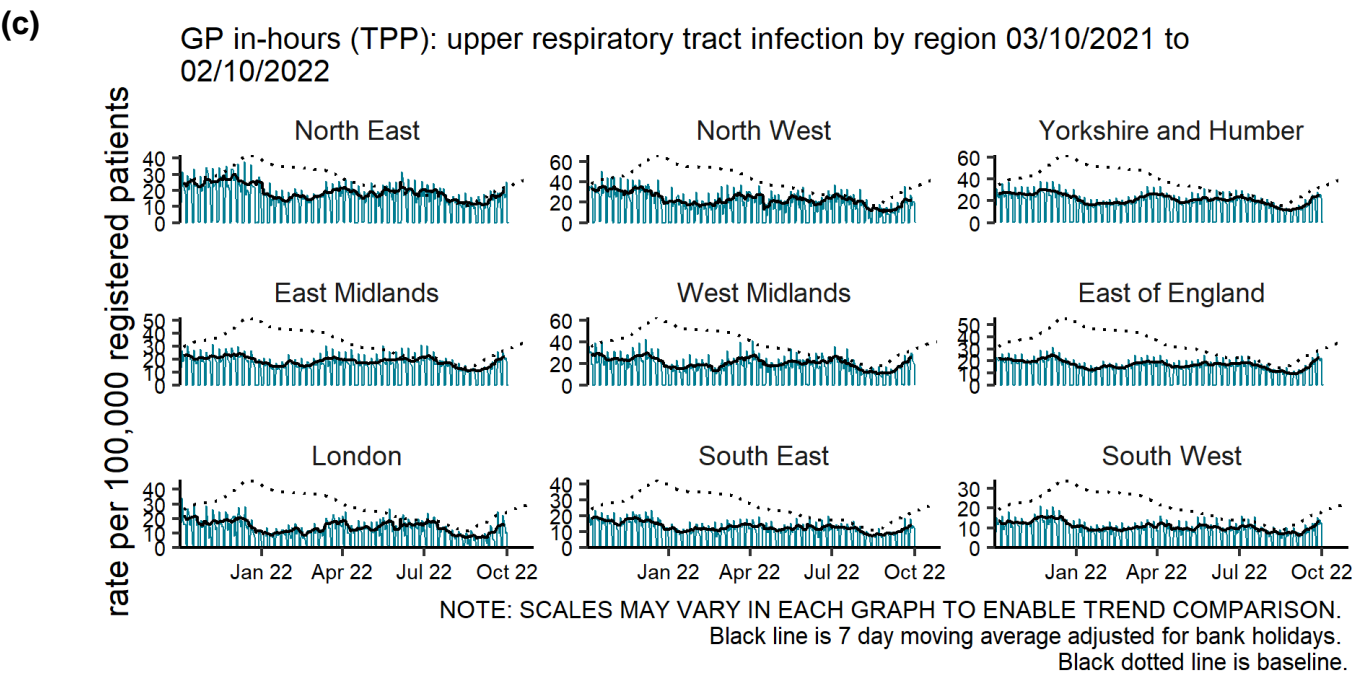 (c)
GP in-hours (TPP): upper respiratory tract infection by region 03/10/2021 to
02/10/2022
rate per 100,000 registered patients
North East
40
30
20
10
0
North West
60
40
20
0
Yorkshire and Humber
60
40
20
0
East Midlands
50
40
30
20
10
0
West Midlands
60
40
20
0
East of England
50
40
30
20
10
0
London
40
30
20
10
0
South East
40
30
20
10
0
South West
30
20
10
0
Jan 22 Apr 22 Jul 22 Oct 22
Jan 22 Apr 22 Jul 22 Oct 22
Jan 22 Apr 22 Jul 22 Oct 22
NOTE: SCALES MAY VARY IN EACH GRAPH TO ENABLE TREND COMPARISON.
Black line is 7 day moving average adjusted for bank holidays.
Black dotted line is baseline.